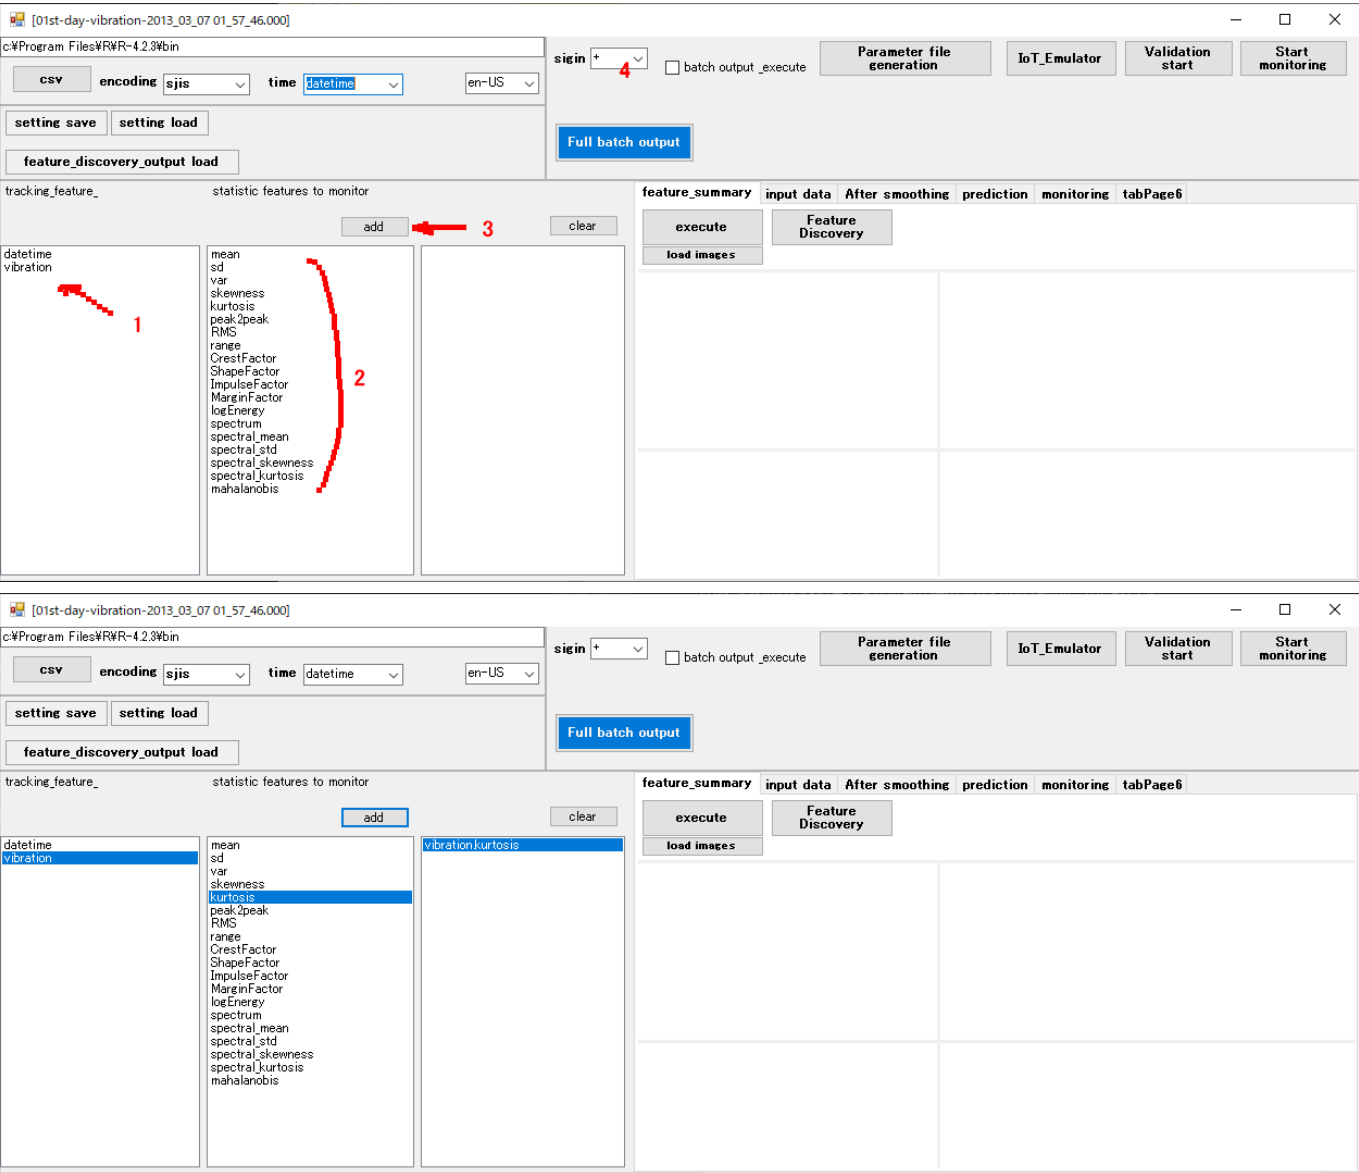 [01st-day-vibration-2013_03_07 01_57_46.000]
c:¥Program Files¥R¥R-4.2.3¥bin
csv encoding sjis time datetime en-US
sigin + 4 batch output _execute
Parameter file generation
IoT_Emulator
Validation start
Start monitoring
setting save setting load
Full batch output
feature_discovery_output load
tracking_feature_ statistic features to monitor
add 3 clear
datetime
vibration
1
mean
sd
var
skewness
kurtosis
peak2peak
RMS
range
CrestFactor
ShapeFactor
ImpulseFactor
MarginFactor
logEnergy
spectrum
spectral_mean
spectral_std
spectral_skewness
spectral_kurtosis
mahalanobis
2
feature_summary input data After smoothing prediction monitoring tabPage6
execute
Feature Discovery
load images
[01st-day-vibration-2013_03_07 01_57_46.000]
c:¥Program Files¥R¥R-4.2.3¥bin
csv encoding sjis time datetime en-US
sigin + batch output _execute
Parameter file generation
IoT_Emulator
Validation start
Start monitoring
setting save setting load
Full batch output
feature_discovery_output load
tracking_feature_ statistic features to monitor
add clear
datetime
vibration
mean
sd
var
skewness
kurtosis
peak2peak
RMS
range
CrestFactor
ShapeFactor
ImpulseFactor
MarginFactor
logEnergy
spectrum
spectral_mean
spectral_std
spectral_skewness
spectral_kurtosis
mahalanobis
vibration.kurtosis
feature_summary input data After smoothing prediction monitoring tabPage6
execute
Feature Discovery
load images